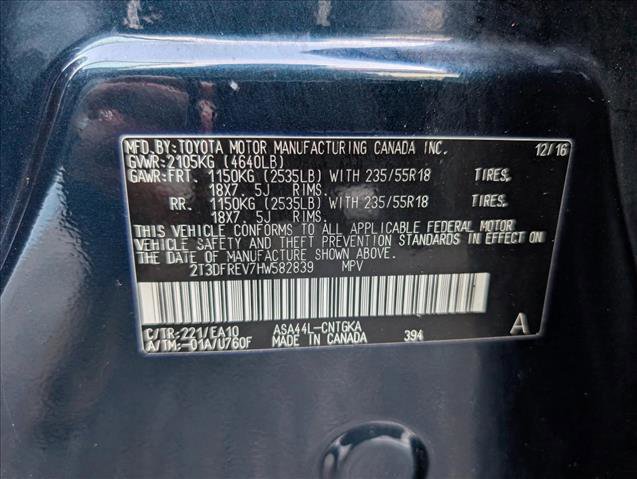 MFD.BY:TOYOTA MOTOR MANUFACTURING CANADA INC. 12/16
GVWR:2105KG (4640LB)
GAWR:FRT. 1150KG (2535LB) WITH 235/55R18 TIRES.
18X7. 5J RIMS.
RR. 1150KG (2535LB) WITH 235/55R18 TIRES.
18X7. 5J RIMS.
THIS VEHICLE CONFORMS TO ALL APPLICABLE FEDERAL MOTOR
VEHICLE SAFETY AND THEFT PREVENTION STANDARDS IN EFFECT ON
THE DATE OF MANUFACTURE SHOWN ABOVE.
2T3DFREV7HW582839 MPV
C/TR:221/EA10 ASA44L-CNTGKA 394 A
A/TM:-01A/U760F MADE IN CANADA